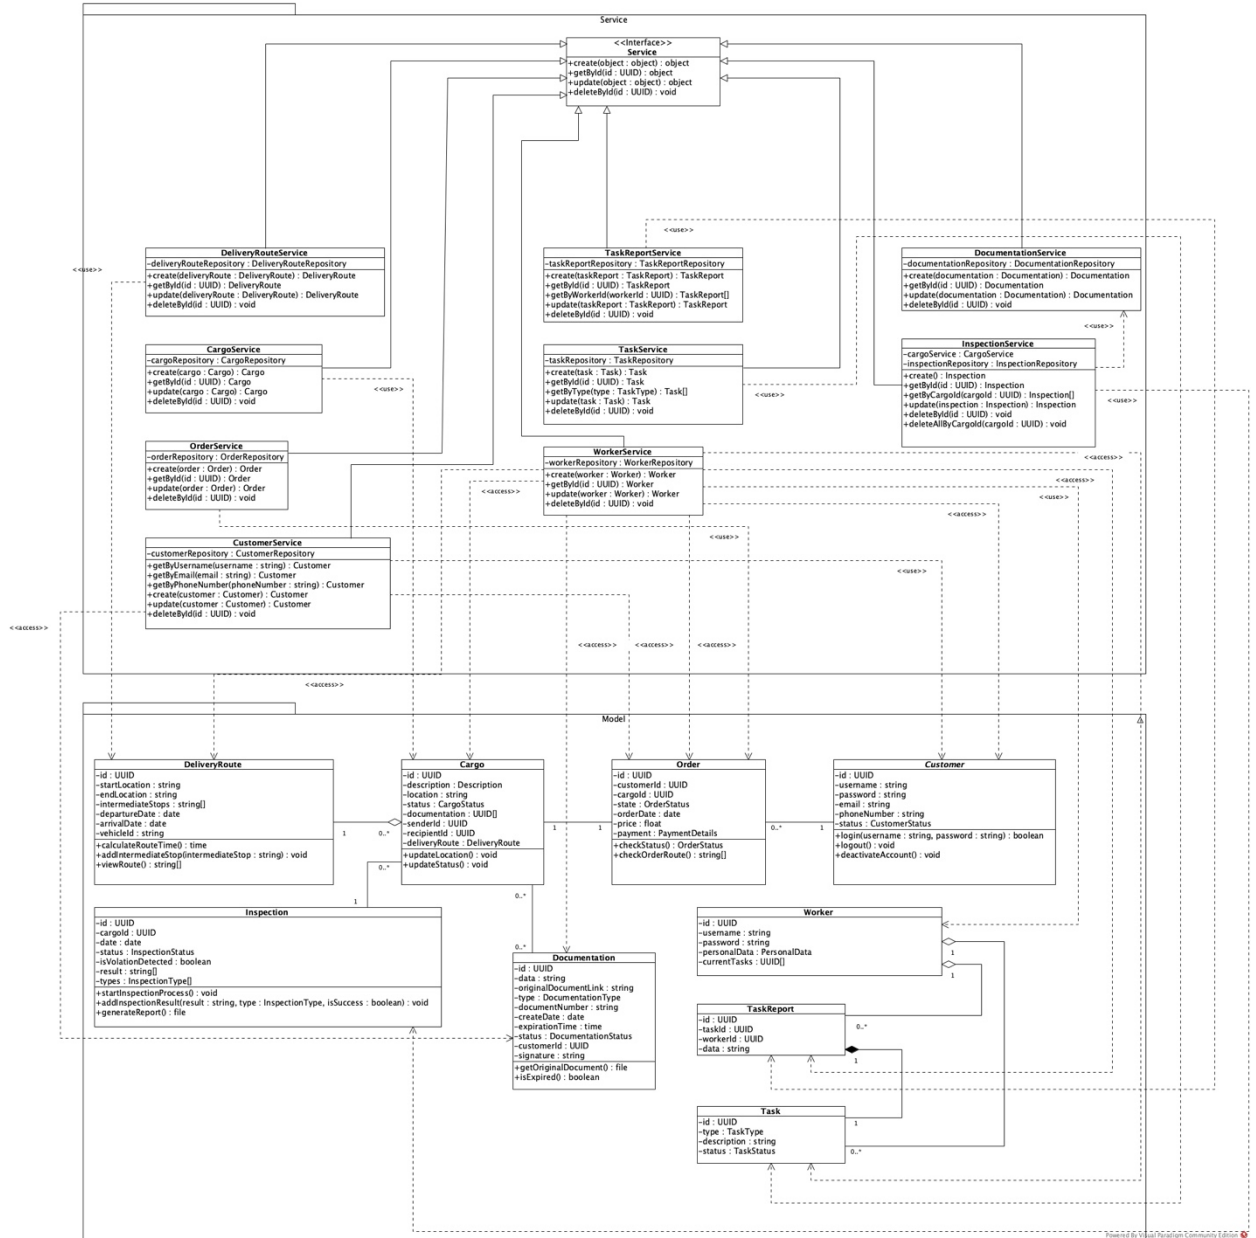 Service
<<Interface>>
Service
+create(object : object) : object
+getById(id : UUID) : object
+update(object : object) : object
+deleteById(id : UUID) : void
<<use>>
<<use>>
DeliveryRouteService
-deliveryRouteRepository : DeliveryRouteRepository
+create(deliveryRoute : DeliveryRoute) : DeliveryRoute
+getById(id : UUID) : DeliveryRoute
+update(deliveryRoute : DeliveryRoute) : DeliveryRoute
+deleteById(id : UUID) : void
TaskReportService
-taskReportRepository : TaskReportRepository
+create(taskReport : TaskReport) : TaskReport
+getById(id : UUID) : TaskReport
+getByWorkerId(workerId : UUID) : TaskReport[]
+update(taskReport : TaskReport) : TaskReport
+deleteById(id : UUID) : void
DocumentationService
-documentationRepository : DocumentationRepository
+create(documentation : Documentation) : Documentation
+getById(id : UUID) : Documentation
+update(documentation : Documentation) : Documentation
+deleteById(id : UUID) : void
<<use>>
CargoService
-cargoRepository : CargoRepository
+create(cargo : Cargo) : Cargo
+getById(id : UUID) : Cargo
+update(cargo : Cargo) : Cargo
+deleteById(id : UUID) : void
<<use>>
TaskService
-taskRepository : TaskRepository
+create(task : Task) : Task
+getById(id : UUID) : Task
+getByType(type : TaskType) : Task[]
+update(task : Task) : Task
+deleteById(id : UUID) : void
<<use>>
InspectionService
-cargoService : CargoService
-inspectionRepository : InspectionRepository
+create() : Inspection
+getById(id : UUID) : Inspection
+getByCargoId(cargoId : UUID) : Inspection[]
+update(inspection : Inspection) : Inspection
+deleteById(id : UUID) : void
+deleteAllByCargoId(cargoId : UUID) : void
<<use>>
OrderService
-orderRepository : OrderRepository
+create(order : Order) : Order
+getById(id : UUID) : Order
+update(order : Order) : Order
+deleteById(id : UUID) : void
WorkerService
-workerRepository : WorkerRepository
+create(worker : Worker) : Worker
+getById(id : UUID) : Worker
+update(worker : Worker) : Worker
+deleteById(id : UUID) : void
<<access>>
<<access>>
<<access>>
<<use>>
<<access>>
<<use>>
CustomerService
-customerRepository : CustomerRepository
+getByUsername(username : string) : Customer
+getByEmail(email : string) : Customer
+getByPhoneNumber(phoneNumber : string) : Customer
+create(customer : Customer) : Customer
+update(customer : Customer) : Customer
+deleteById(id : UUID) : void
<<use>>
<<access>>
<<access>>
<<access>>
<<access>>
<<access>>
Model
DeliveryRoute
-id : UUID
-startLocation : string
-endLocation : string
-intermediateStops : string[]
-departureDate : date
-arrivalDate : date
-vehicleId : string
+calculateRouteTime() : time
+addIntermediateStop(intermediateStop : string) : void
+viewRoute() : string[]
1
0..*
Cargo
-id : UUID
-description : Description
-location : string
-status : CargoStatus
-documentation : UUID[]
-senderId : UUID
-recipientId : UUID
-deliveryRoute : DeliveryRoute
+updateLocation() : void
+updateStatus() : void
1
1
Order
-id : UUID
-customerId : UUID
-cargoId : UUID
-state : OrderStatus
-orderDate : date
-price : float
-payment : PaymentDetails
+checkStatus() : OrderStatus
+checkOrderRoute() : string[]
0..*
1
Customer
-id : UUID
-username : string
-password : string
-email : string
-phoneNumber : string
-status : CustomerStatus
+login(username : string, password : string) : boolean
+logout() : void
+deactivateAccount() : void
0..*
1
0..*
0..*
Inspection
-id : UUID
-cargoId : UUID
-date : date
-status : InspectionStatus
-isViolationDetected : boolean
-result : string[]
-types : InspectionType[]
+startInspectionProcess() : void
+addInspectionResult(result : string, type : InspectionType, isSuccess : boolean) : void
+generateReport() : file
Documentation
-id : UUID
-data : string
-originalDocumentLink : string
-type : DocumentationType
-documentNumber : string
-createDate : date
-expirationTime : time
-status : DocumentationStatus
-customerId : UUID
-signature : string
+getOriginalDocument() : file
+isExpired() : boolean
Worker
-id : UUID
-username : string
-password : string
-personalData : PersonalData
-currentTasks : UUID[]
1
1
TaskReport
-id : UUID
-taskId : UUID
-workerId : UUID
-data : string
0..*
1
Task
-id : UUID
-type : TaskType
-description : string
-status : TaskStatus
1
0..*
Powered By Visual Paradigm Community Edition